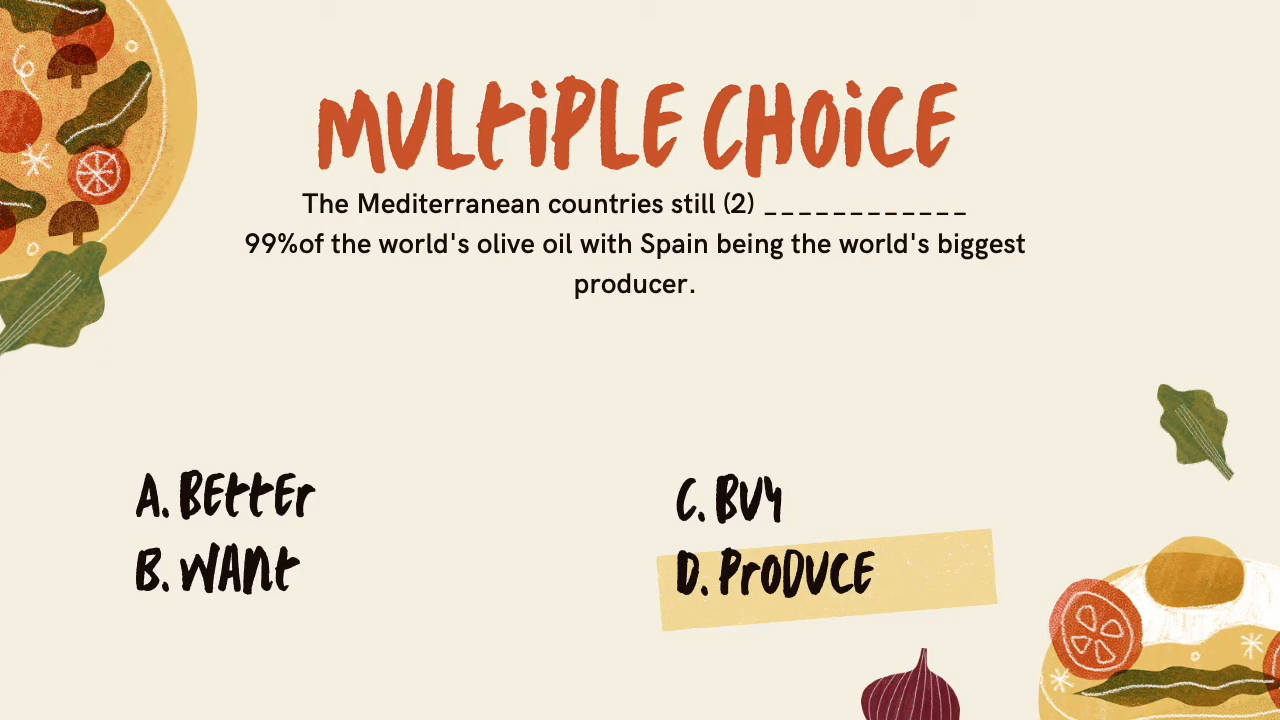 MULTiPLE CHOiCE
The Mediterranean countries still (2) ____________
99%of the world's olive oil with Spain being the world's biggest
producer.
A. BEttEr
B. WANt
C. BUY
D. PrODUCE